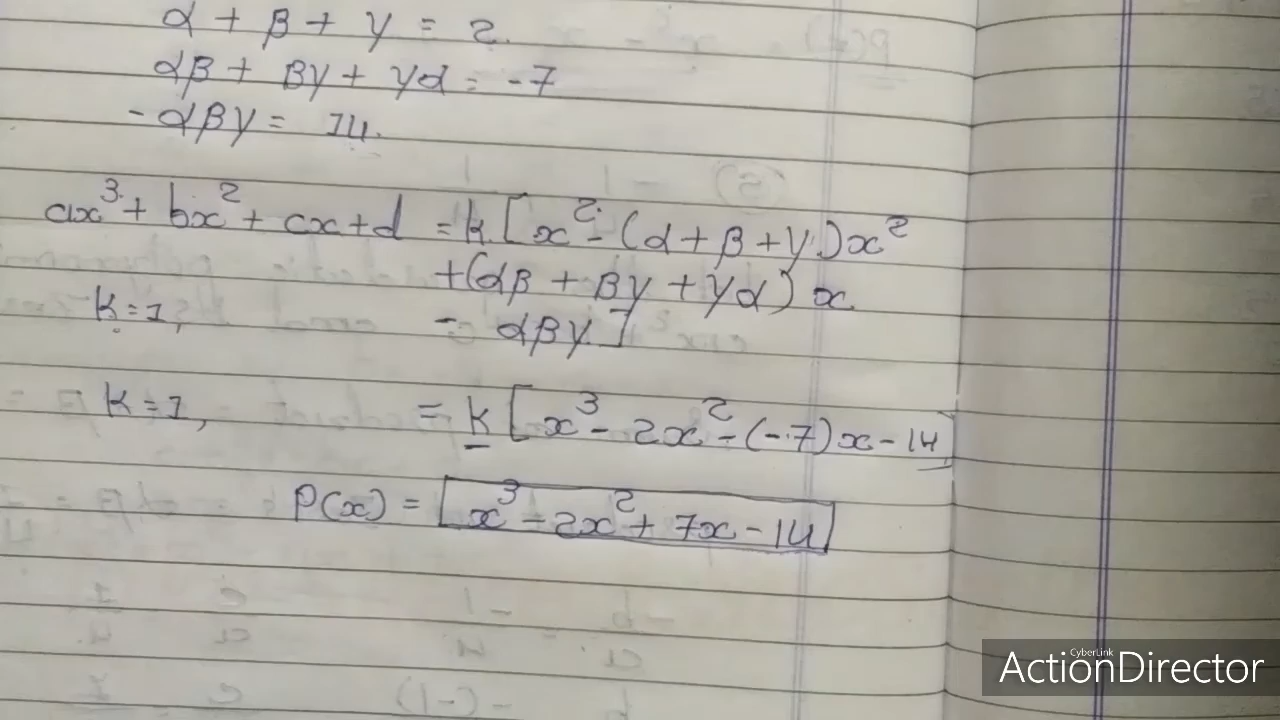 α + β + γ = 2.
αβ + βγ + γα = -7
- αβγ = 14.
ax³ + bx² + cx + d = k [x² - (α + β + γ)x²
+ (αβ + βγ + γα) x
K = 1,
- αβγ]
K = 1, = k [x³ - 2x² - (-7)x - 14]
P(x) = [x³ - 2x² + 7x - 14]
CyberLink
ActionDirector